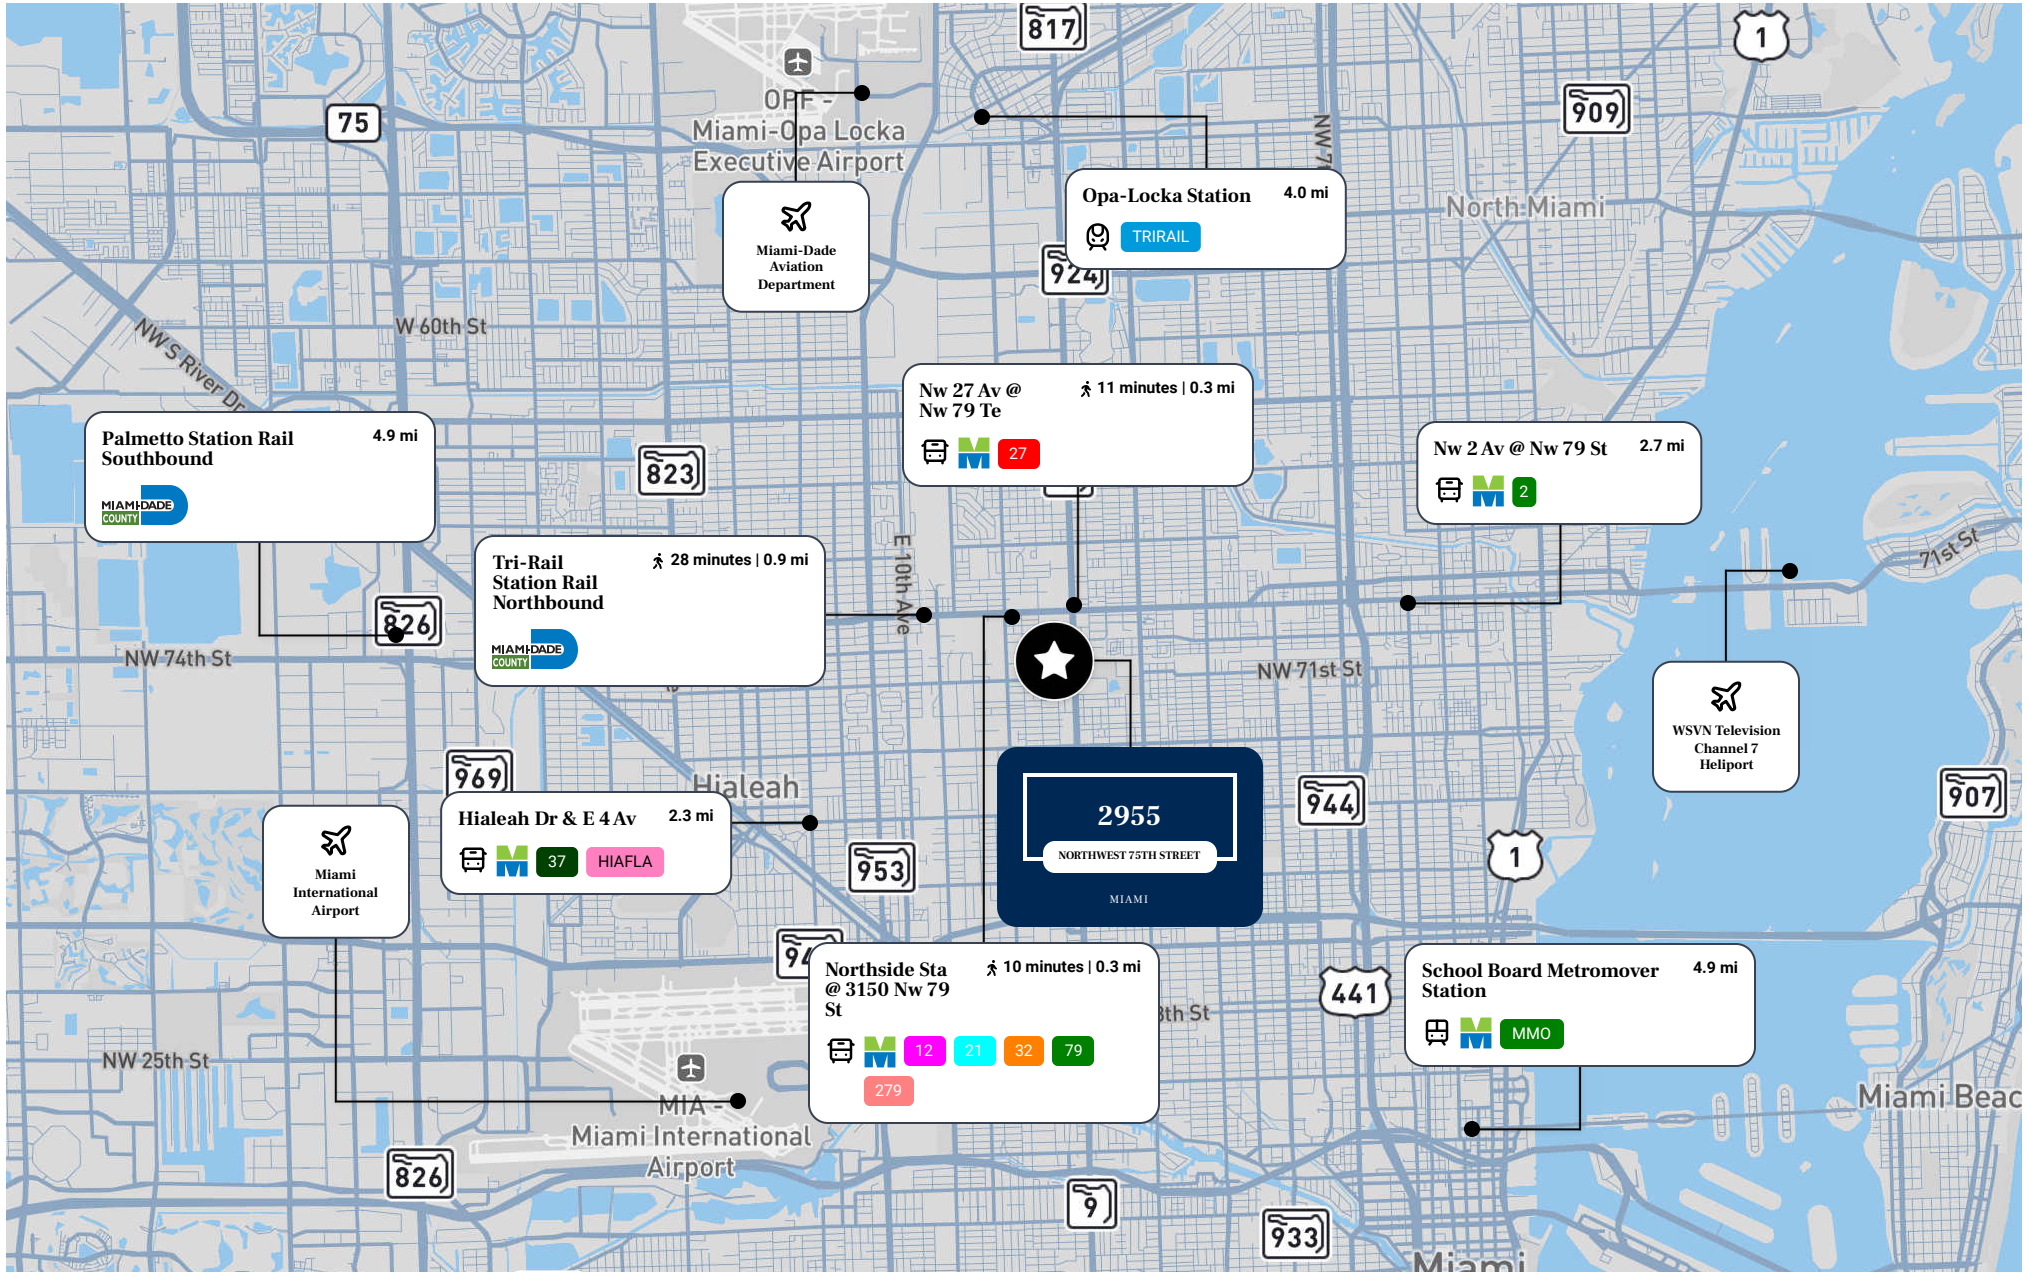 817
1
75
909
OPF -
Miami-Opa Locka
Executive Airport
Opa-Locka Station
4.0 mi
TRIRAIL
North Miami
Miami-Dade
Aviation
Department
924
W 60th St
NW S River Dr
Nw 27 Av @
Nw 79 Te
11 minutes | 0.3 mi
27
Palmetto Station Rail
Southbound
4.9 mi
MIAMI-DADE
COUNTY
823
Nw 2 Av @ Nw 79 St
2.7 mi
2
71st St
E 10th Ave
Tri-Rail
Station Rail
Northbound
28 minutes | 0.9 mi
MIAMI-DADE
COUNTY
826
NW 74th St
NW 71st St
WSVN Television
Channel 7
Heliport
969
Hialeah
2955
NORTHWEST 75TH STREET
MIAMI
944
907
Hialeah Dr & E 4 Av
2.3 mi
37
HIAFLA
1
953
Miami
International
Airport
Northside Sta
@ 3150 Nw 79
St
10 minutes | 0.3 mi
12
21
32
79
279
441
School Board Metromover
Station
4.9 mi
MMO
NW 25th St
MIA -
Miami International
Airport
Miami Beac
826
9
933
Miami